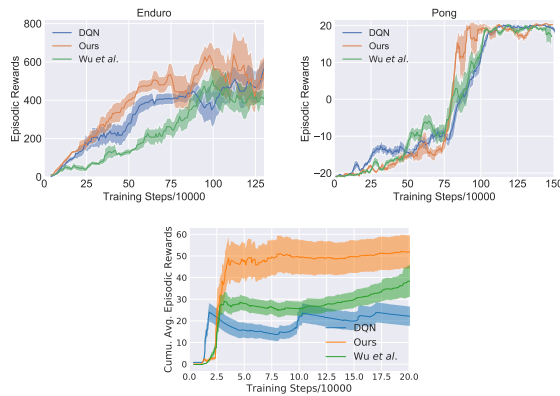 Enduro
800
600
400
200
0
Episodic Rewards
DQN
Ours
Wu et al.
0 25 50 75 100 125
Training Steps/10000
Pong
20
10
0
−10
−20
Episodic Rewards
DQN
Ours
Wu et al.
0 25 50 75 100 125 150
Training Steps/10000
60
50
40
30
20
10
0
Cumu. Avg. Episodic Rewards
DQN
Ours
Wu et al.
0.0 2.5 5.0 7.5 10.0 12.5 15.0 17.5 20.0
Training Steps/10000